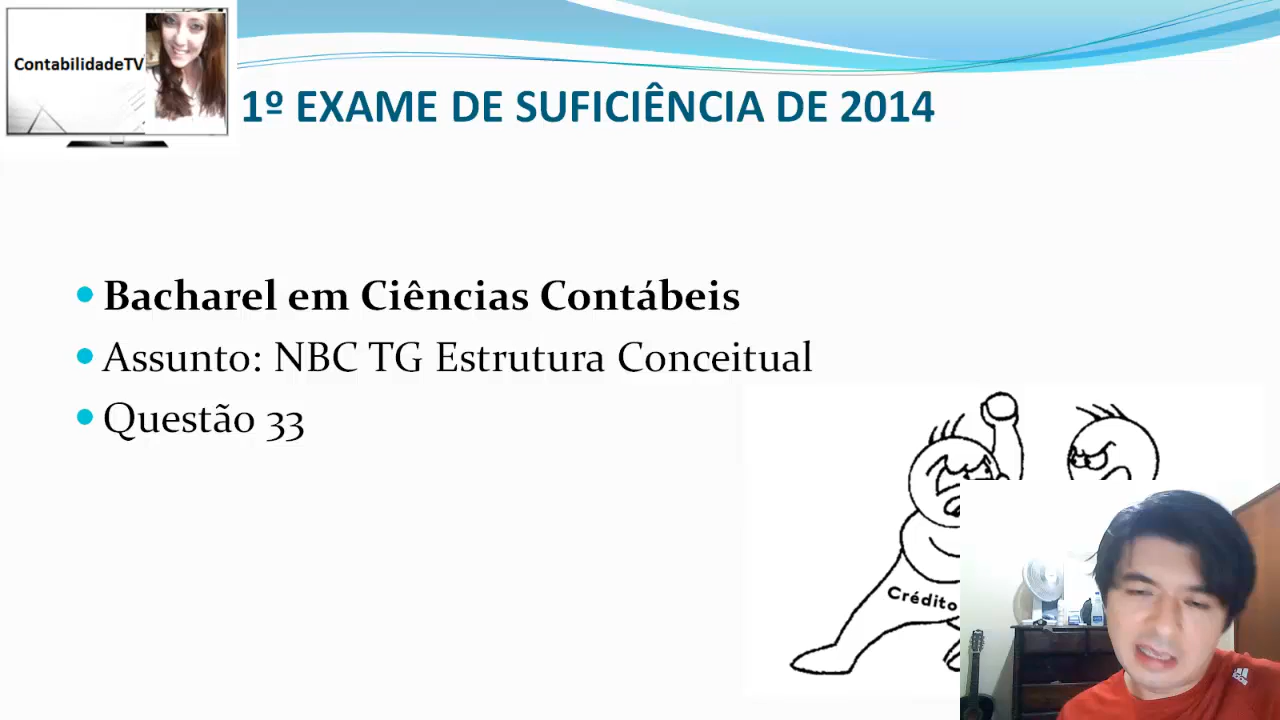 ContabilidadeTV
1º EXAME DE SUFICIÊNCIA DE 2014
Bacharel em Ciências Contábeis
Assunto: NBC TG Estrutura Conceitual
Questão 33
Crédito